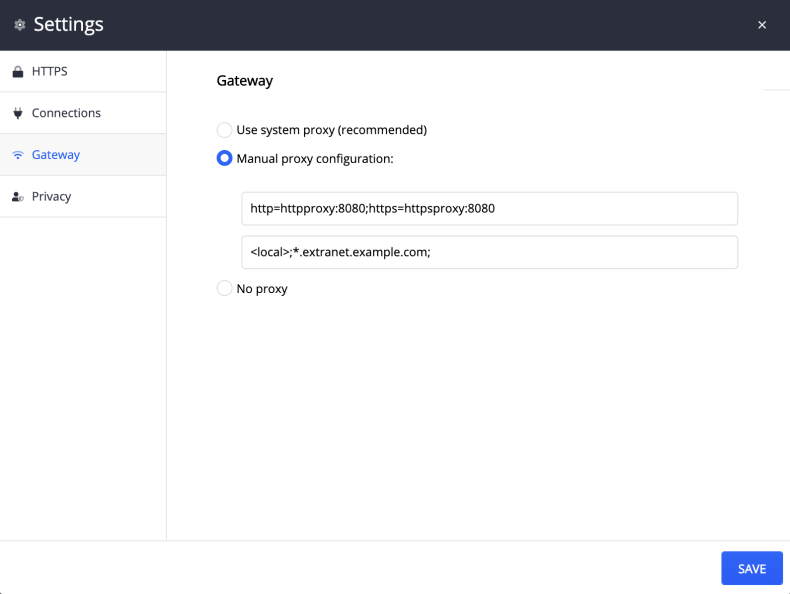 Settings
HTTPS
Connections
Gateway
Privacy
Gateway
Use system proxy (recommended)
Manual proxy configuration:
http=httpproxy:8080;https=httpsproxy:8080
<local>;*.extranet.example.com;
No proxy
SAVE